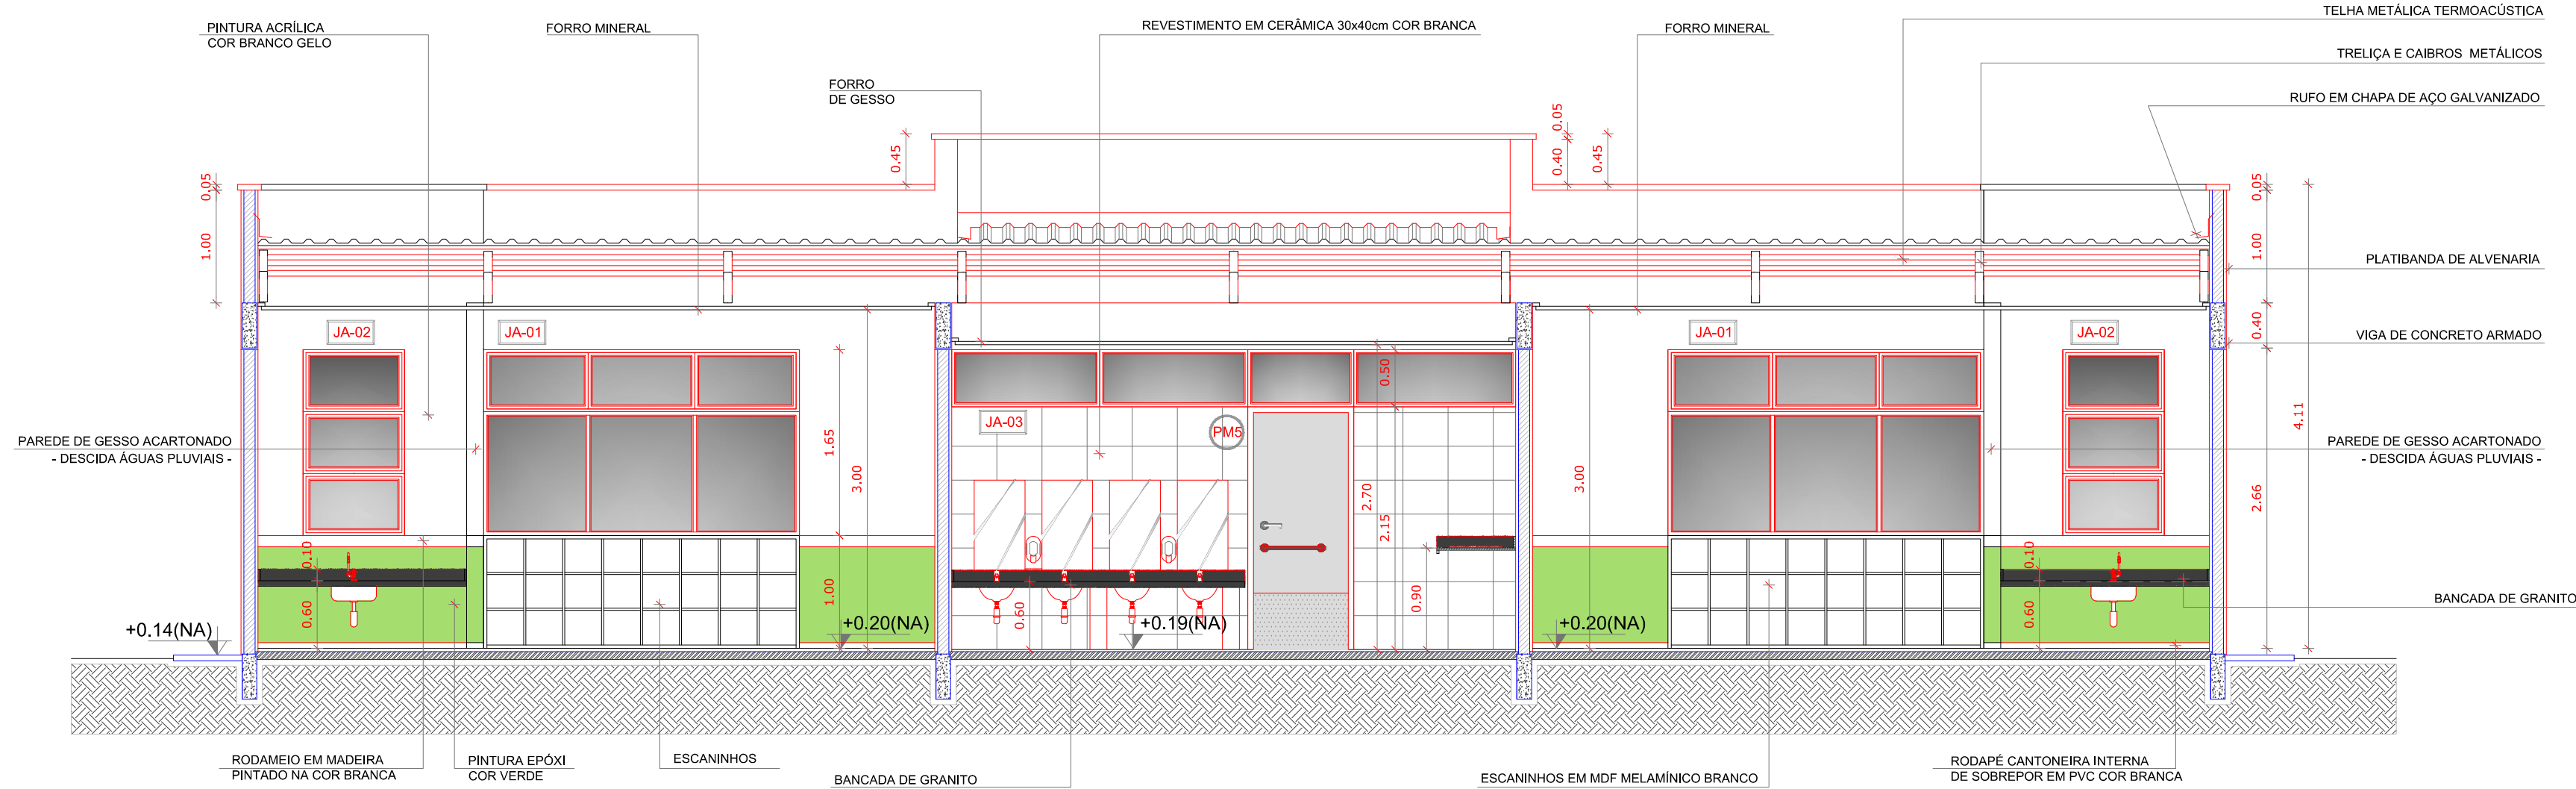 PINTURA ACRÍLICA
COR BRANCO GELO
FORRO MINERAL
REVESTIMENTO EM CERÂMICA 30x40cm COR BRANCA
FORRO MINERAL
TELHA METÁLICA TERMOACÚSTICA
TRELIÇA E CAIBROS METÁLICOS
FORRO
DE GESSO
RUFO EM CHAPA DE AÇO GALVANIZADO
0.45
0.05
0.40
0.45
0.05
1.00
0.05
1.00
PLATIBANDA DE ALVENARIA
0.40
VIGA DE CONCRETO ARMADO
JA-02
JA-01
JA-01
JA-02
0.50
JA-03
PM5
4.11
PAREDE DE GESSO ACARTONADO
- DESCIDA ÁGUAS PLUVIAIS -
1.65
3.00
2.70
2.15
3.00
2.66
PAREDE DE GESSO ACARTONADO
- DESCIDA ÁGUAS PLUVIAIS -
0.10
0.60
1.00
0.60
0.90
0.10
0.60
BANCADA DE GRANITO
+0.14(NA)
+0.20(NA)
+0.19(NA)
+0.20(NA)
RODAMEIO EM MADEIRA
PINTADO NA COR BRANCA
PINTURA EPÓXI
COR VERDE
ESCANINHOS
BANCADA DE GRANITO
ESCANINHOS EM MDF MELAMÍNICO BRANCO
RODAPÉ CANTONEIRA INTERNA
DE SOBREPOR EM PVC COR BRANCA